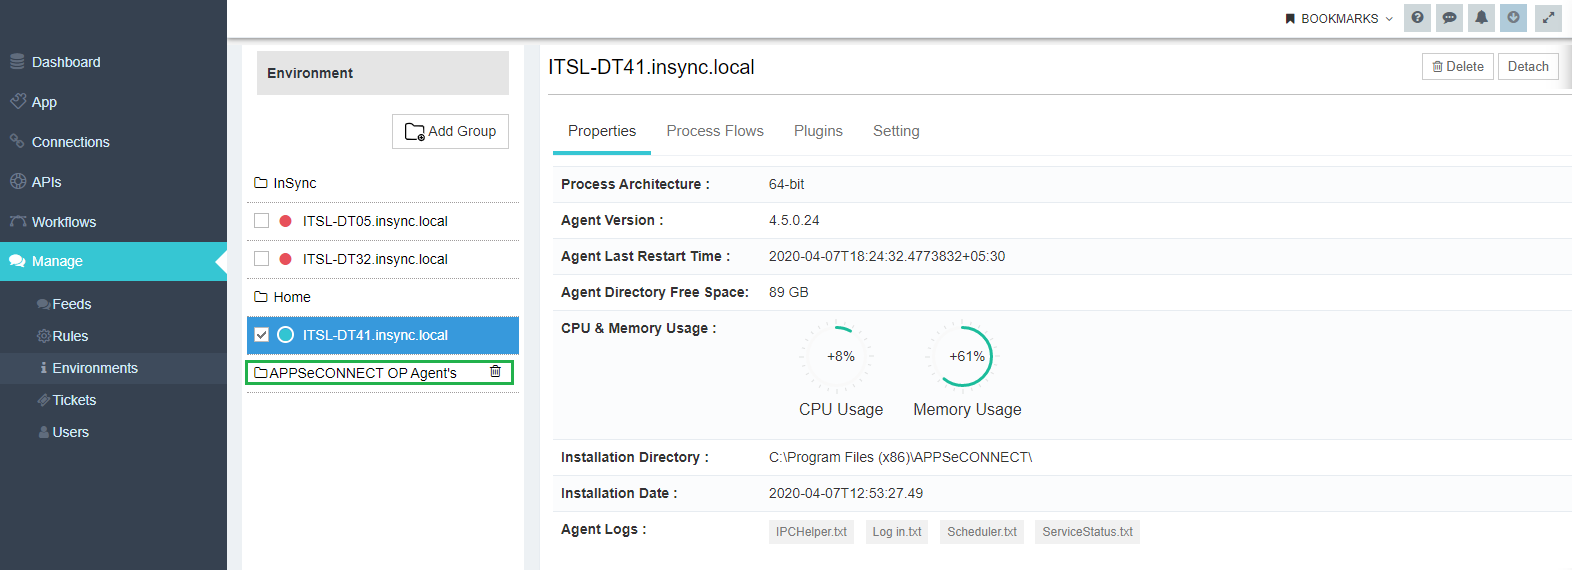 BOOKMARKS
Dashboard
App
Connections
APIs
Workflows
Manage
Feeds
Rules
Environments
Tickets
Users
Environment
Add Group
InSync
ITSL-DT05.insync.local
ITSL-DT32.insync.local
Home
ITSL-DT41.insync.local
APPSeCONNECT OP Agent's
ITSL-DT41.insync.local
Delete Detach
Properties Process Flows Plugins Setting
Process Architecture : 64-bit
Agent Version : 4.5.0.24
Agent Last Restart Time : 2020-04-07T18:24:32.4773832+05:30
Agent Directory Free Space: 89 GB
CPU & Memory Usage :
+8% +61%
CPU Usage Memory Usage
Installation Directory : C:\Program Files (x86)\APPSeCONNECT\
Installation Date : 2020-04-07T12:53:27.49
Agent Logs : IPCHelper.txt Log in.txt Scheduler.txt ServiceStatus.txt